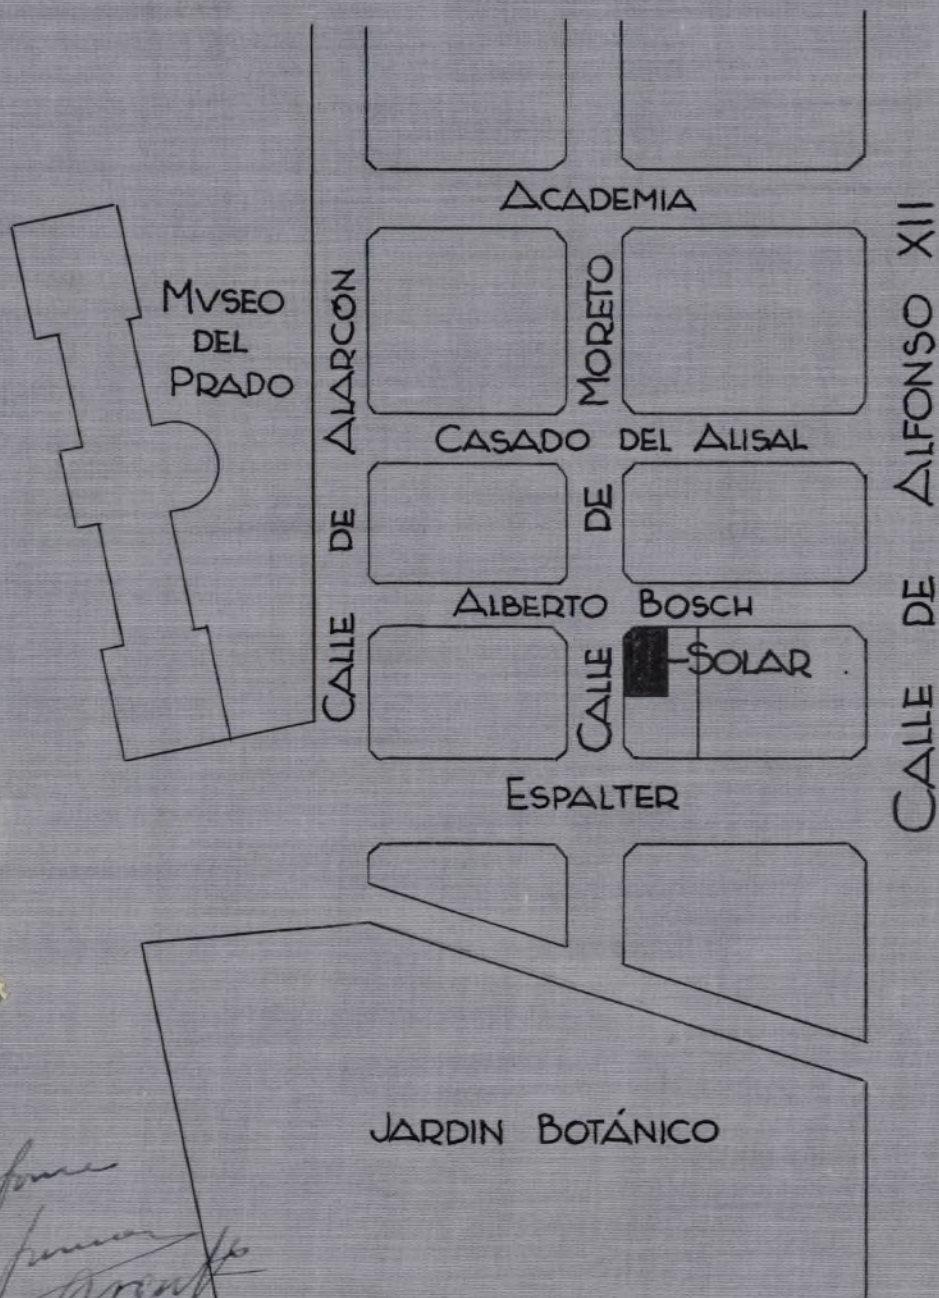 ACADEMIA
MVSEO
DEL
PRADO
CALLE DE ALARCÓN
CALLE DE MORETO
CALLE DE ALFONSO XII
CASADO DEL ALISAL
ALBERTO BOSCH
SOLAR
ESPALTER
JARDIN BOTÁNICO